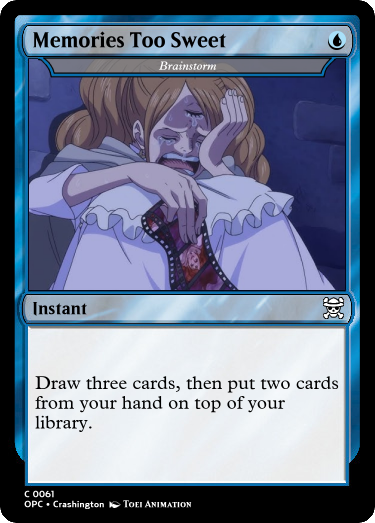 Memories Too Sweet
Brainstorm
Instant
Draw three cards, then put two cards
from your hand on top of your
library.
C 0061
OPC • Crashington Toei Animation